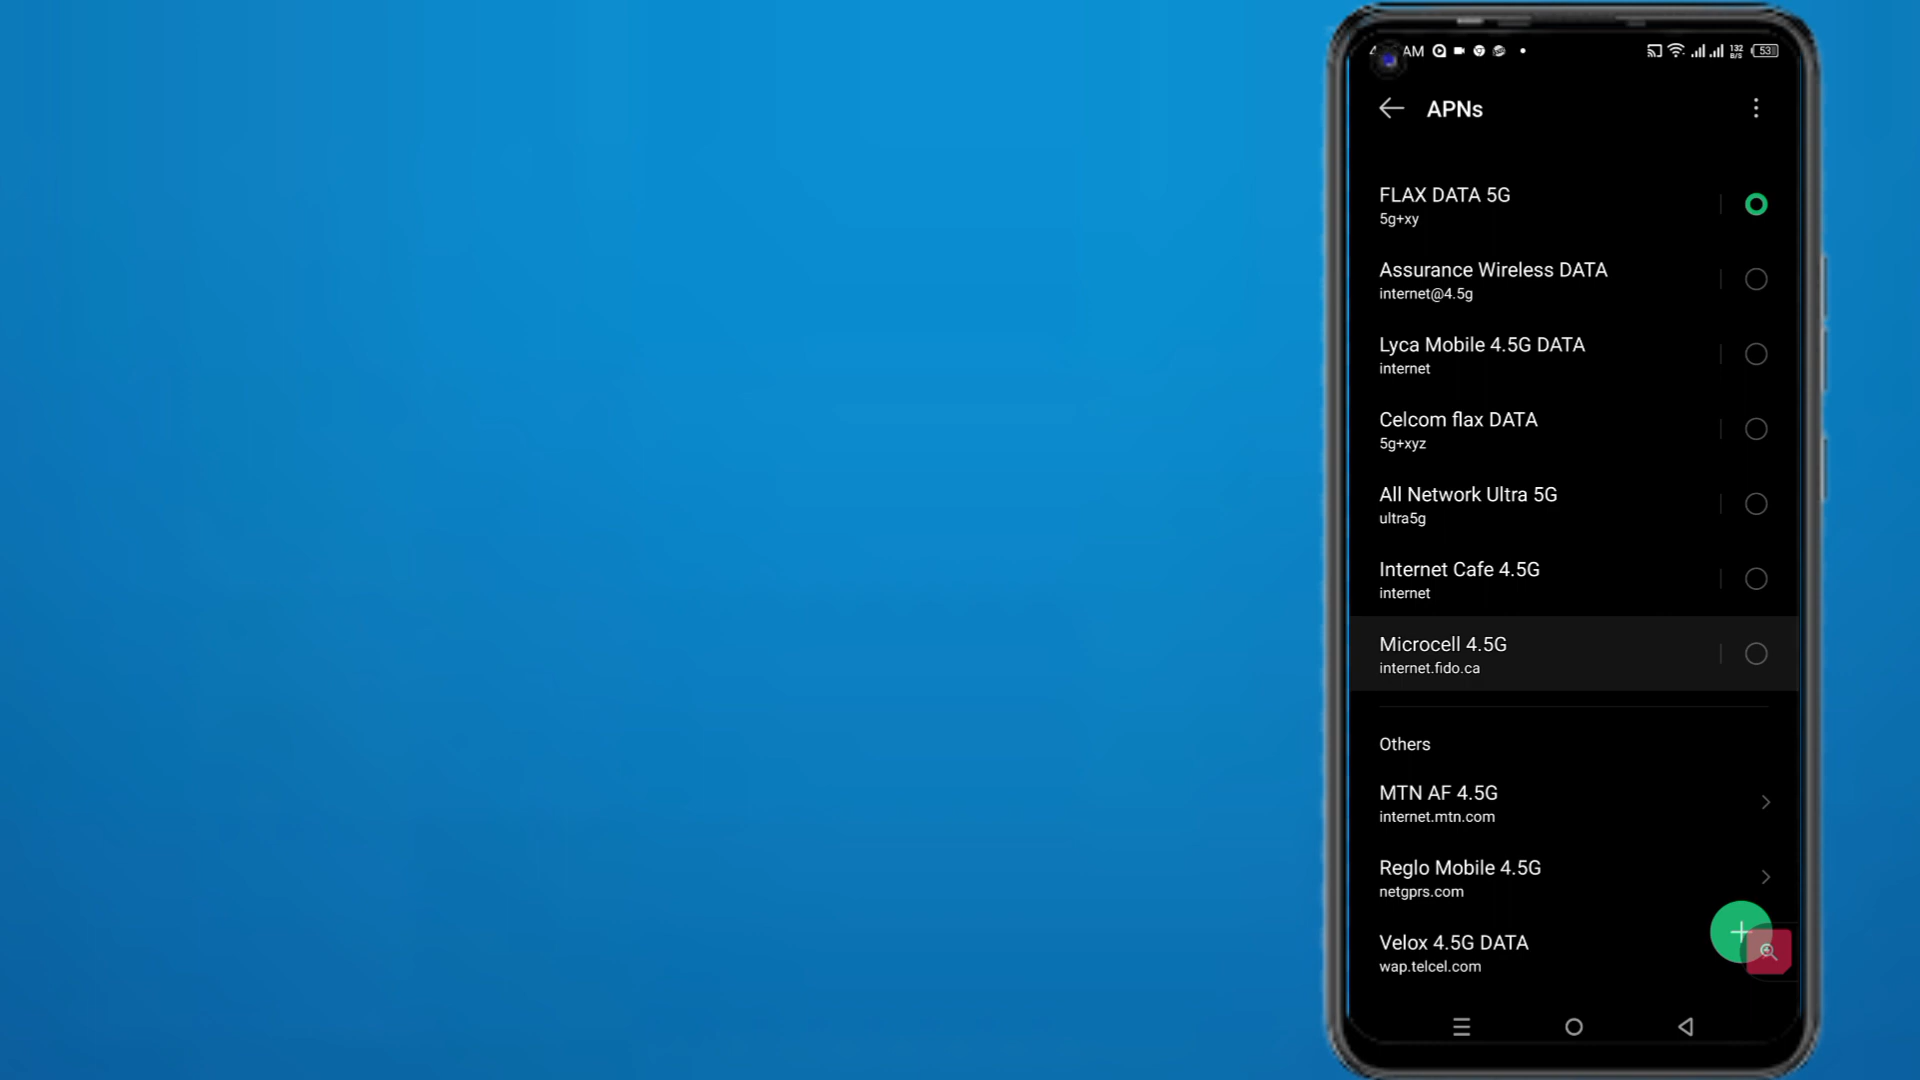 AM
132
B/S
53
APNs
FLAX DATA 5G
5g+xy
Assurance Wireless DATA
internet@4.5g
Lyca Mobile 4.5G DATA
internet
Celcom flax DATA
5g+xyz
All Network Ultra 5G
ultra5g
Internet Cafe 4.5G
internet
Microcell 4.5G
internet.fido.ca
Others
MTN AF 4.5G
internet.mtn.com
Reglo Mobile 4.5G
netgprs.com
Velox 4.5G DATA
wap.telcel.com